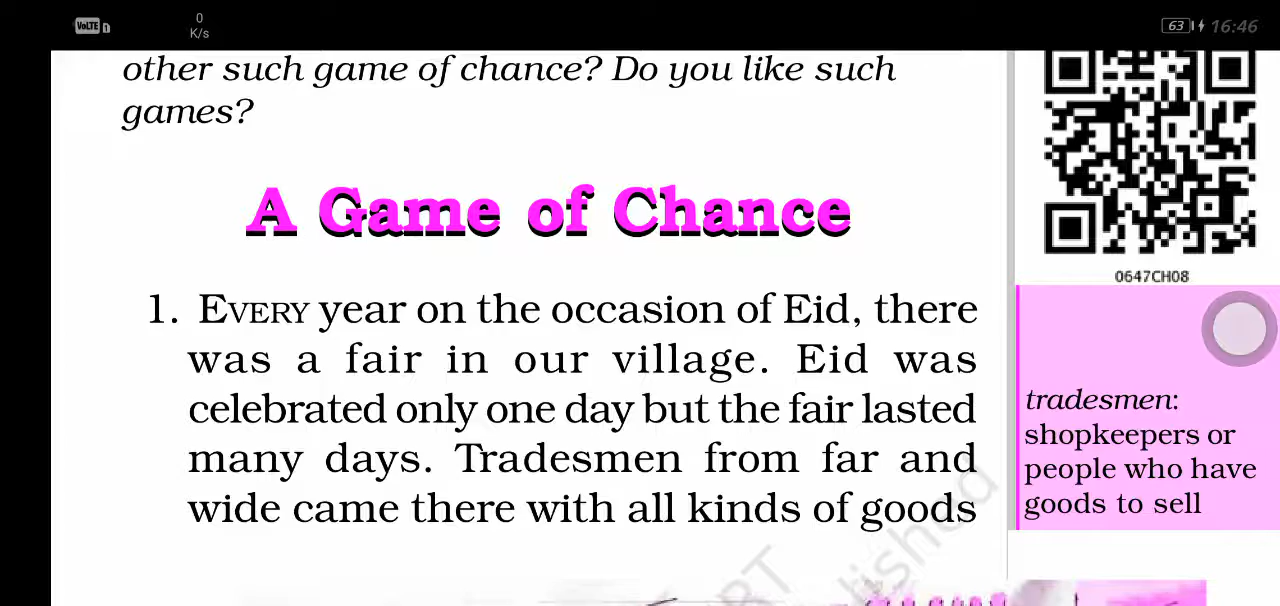 VoLTE 1
0
K/s
63
16:46
other such game of chance? Do you like such
games?
A Game of Chance
0647CH08
1. EVERY year on the occasion of Eid, there
was a fair in our village. Eid was
celebrated only one day but the fair lasted
many days. Tradesmen from far and
wide came there with all kinds of goods
tradesmen:
shopkeepers or
people who have
goods to sell